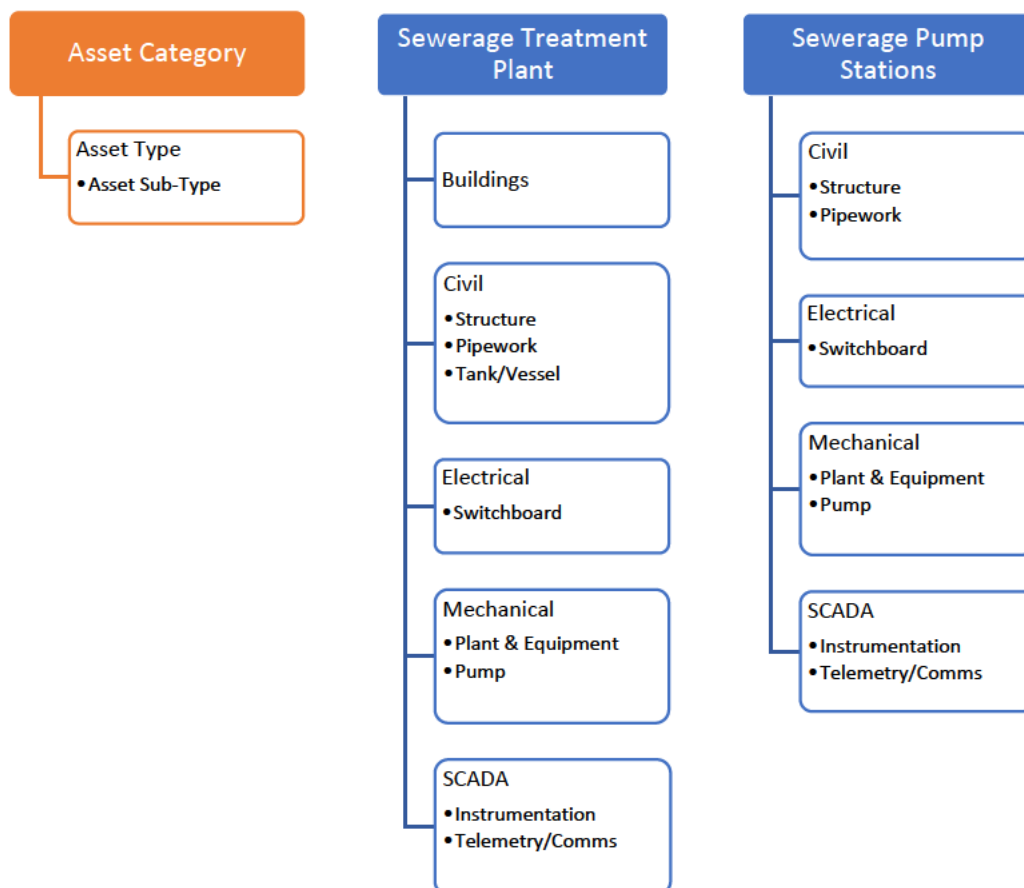 Asset Category
Asset Type
•Asset Sub-Type
Sewerage Treatment
Plant
Buildings
Civil
•Structure
•Pipework
•Tank/Vessel
Electrical
•Switchboard
Mechanical
•Plant & Equipment
•Pump
SCADA
•Instrumentation
•Telemetry/Comms
Sewerage Pump
Stations
Civil
•Structure
•Pipework
Electrical
•Switchboard
Mechanical
•Plant & Equipment
•Pump
SCADA
•Instrumentation
•Telemetry/Comms